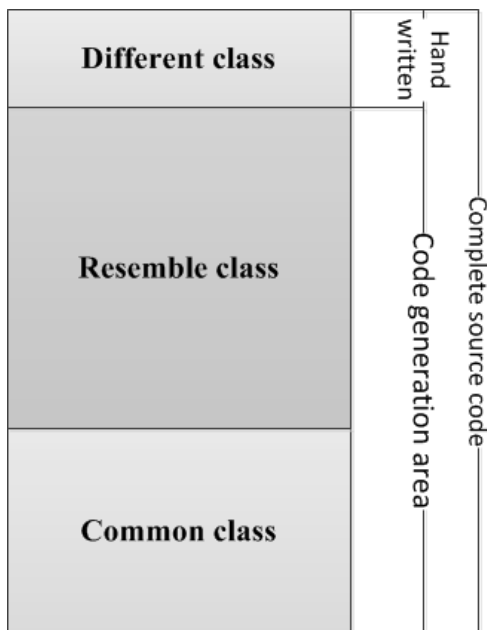 Different class
Hand
written
Resemble class
Code generation area
Complete source code
Common class